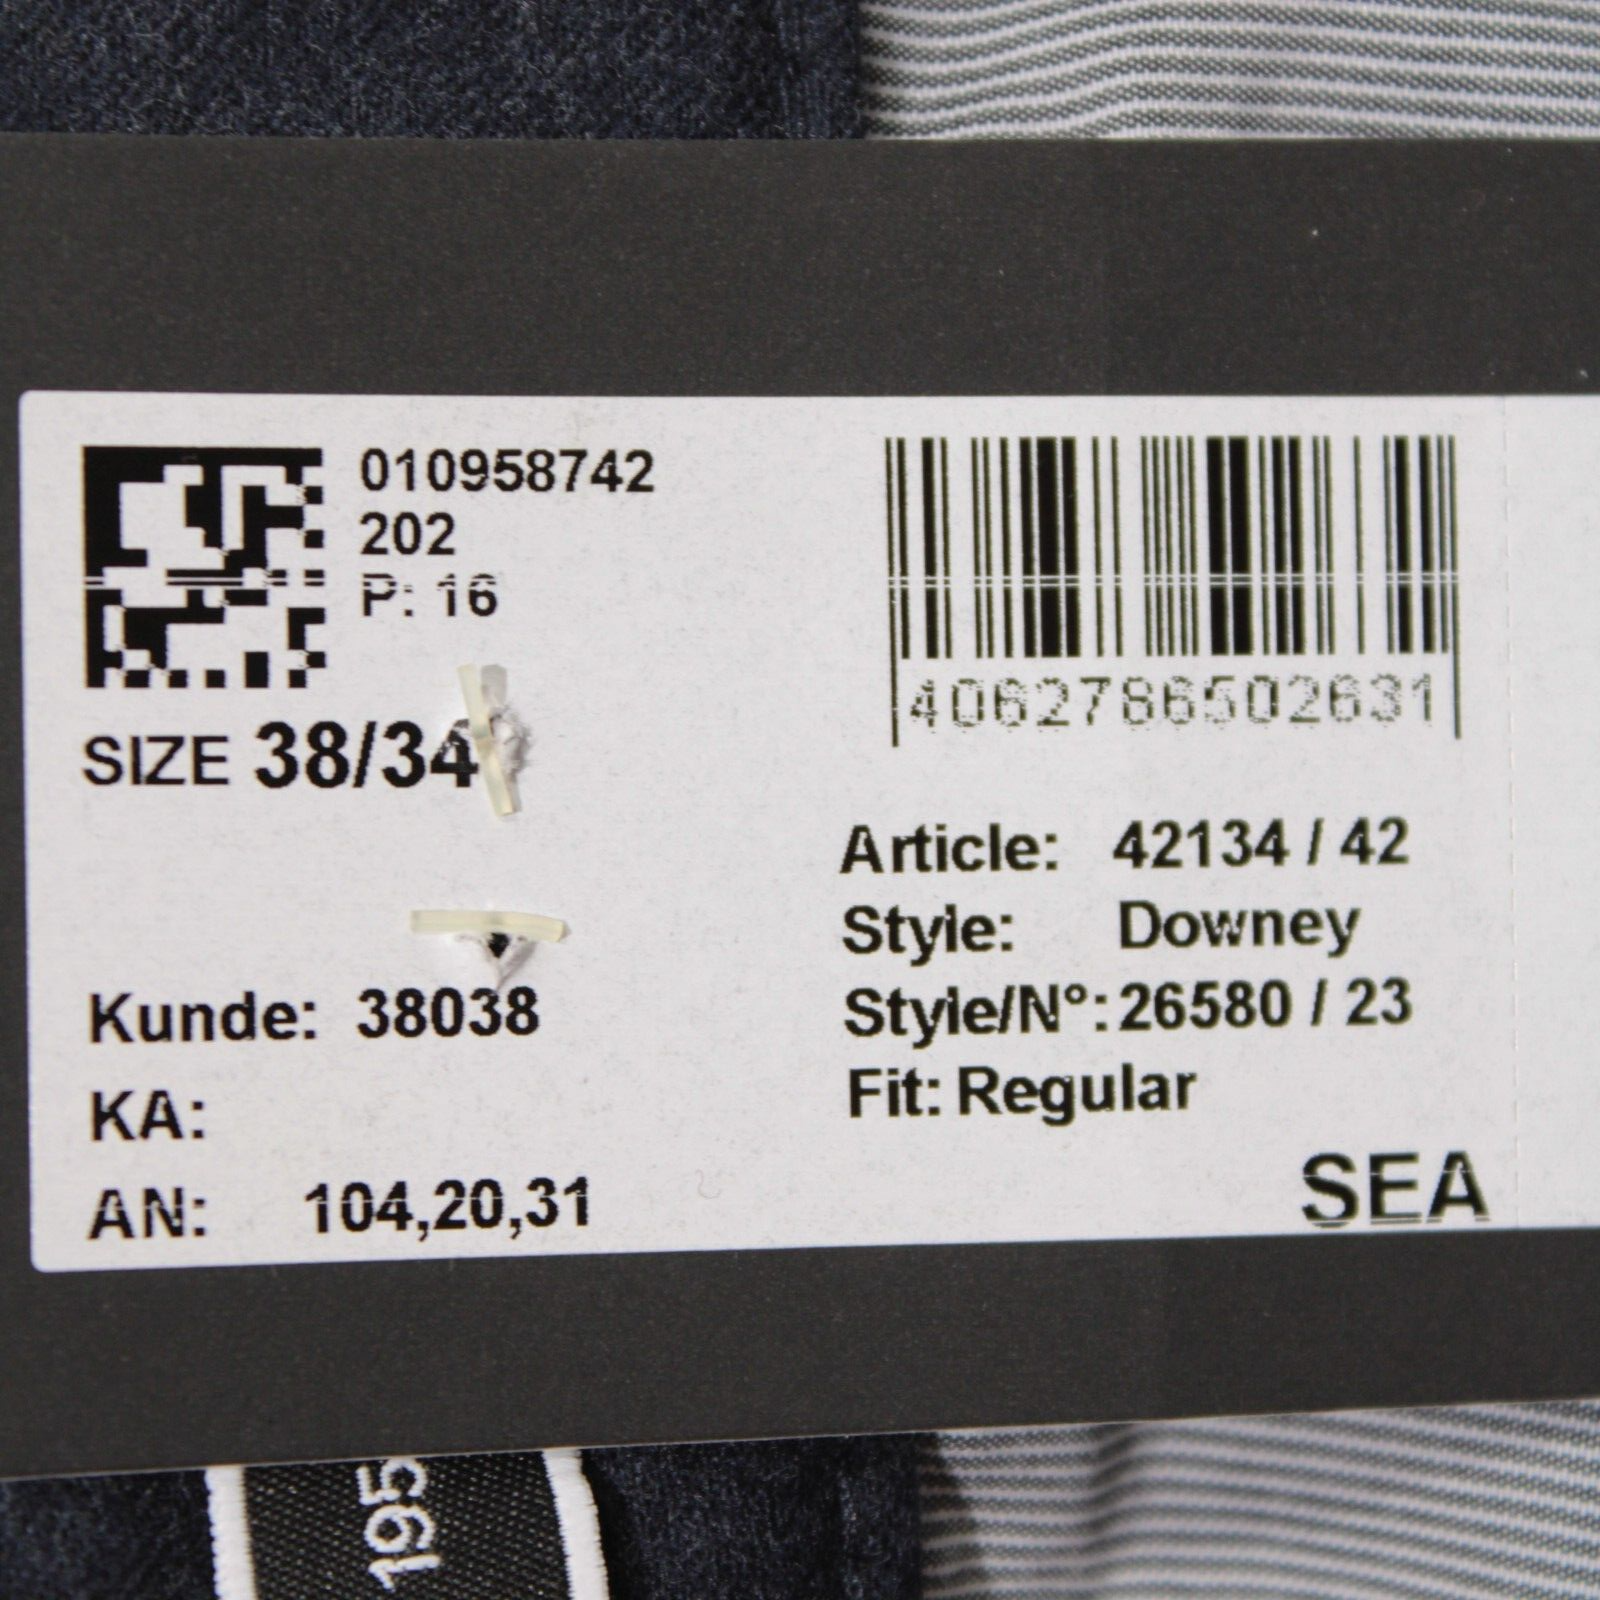 010958742
202
P: 16
SIZE 38/34
4062786502631
Article: 42134 / 42
Style: Downey
Style/N°: 26580 / 23
Fit: Regular
Kunde: 38038
KA:
AN: 104,20,31
SEA
195